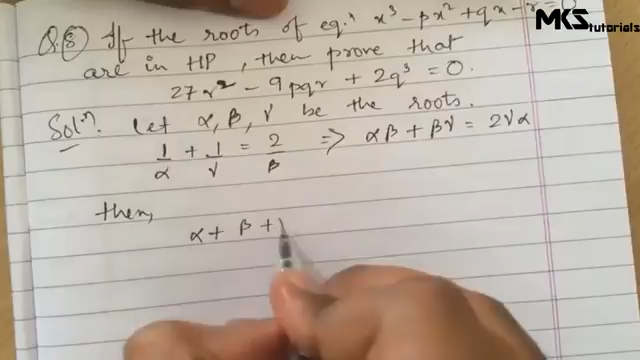 Q.8) If the roots of eq.ⁿ x³ - px² + qx - r = 0
MKS tutorials
are in HP, then prove that
27r² - 9pqr + 2q³ = 0.
Solⁿ. Let α, β, γ be the roots.
1/α + 1/γ = 2/β ⇒ αβ + βγ = 2γα
then,
α + β +